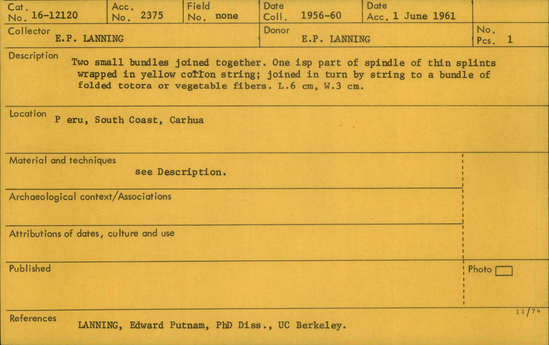 Cat. No. 16-12120 Acc. No. 2375 Field No. none Date Coll. 1956-60 Date Acc. 1 June 1961
Collector E.P. LANNING Donor E.P. LANNING No. Pcs. 1
Description Two small bundles joined together. One isp part of spindle of thin splints
wrapped in yellow cotton string; joined in turn by string to a bundle of
folded totora or vegetable fibers. L.6 cm, W.3 cm.
Location P eru, South Coast, Carhua
Material and techniques
see Description.
Archaeological context/Associations
Attributions of dates, culture and use
Published Photo
11/74
References LANNING, Edward Putnam, PhD Diss., UC Berkeley.